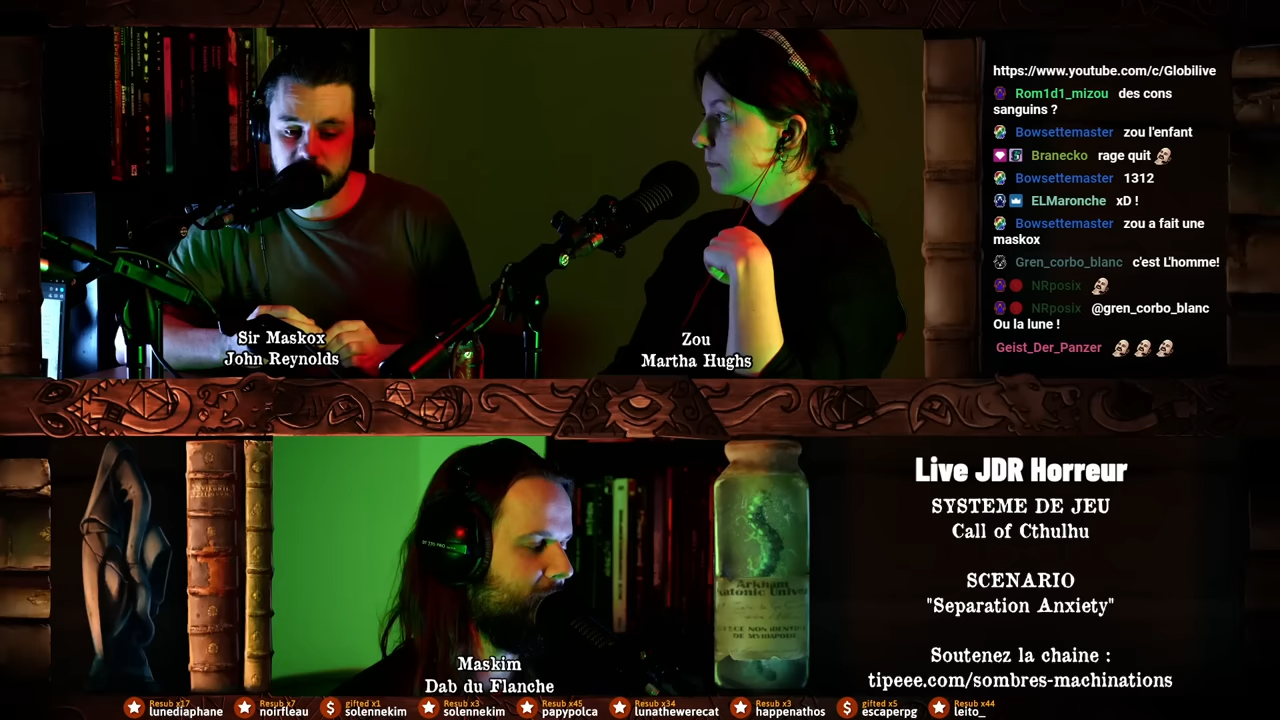 https://www.youtube.com/c/Globilive
Rom1d1_mizou des cons
sanguins ?
Bowsettemaster zou l'enfant
Branecko rage quit
Bowsettemaster 1312
ELMaronche xD !
Bowsettemaster zou a fait une
maskox
Gren_corbo_blanc c'est L'homme!
NRposix
NRposix @gren_corbo_blanc
Ou la lune !
Geist_Der_Panzer
Sir Maskox
John Reynolds
Zou
Martha Hughs
Maskim
Dab du Flanche
Arkham
Live JDR Horreur
SYSTEME DE JEU
Call of Cthulhu
SCENARIO
"Separation Anxiety"
Soutenez la chaine :
tipeee.com/sombres-machinations
Resub x17
lunediaphane
Resub x7
noirfleau
gifted x1
solennekim
Resub x3
solennekim
Resub x45
papypolca
Resub x34
lunathewerecat
Resub x3
happenathos
gifted x5
escaperpg
Resub x44
leito_